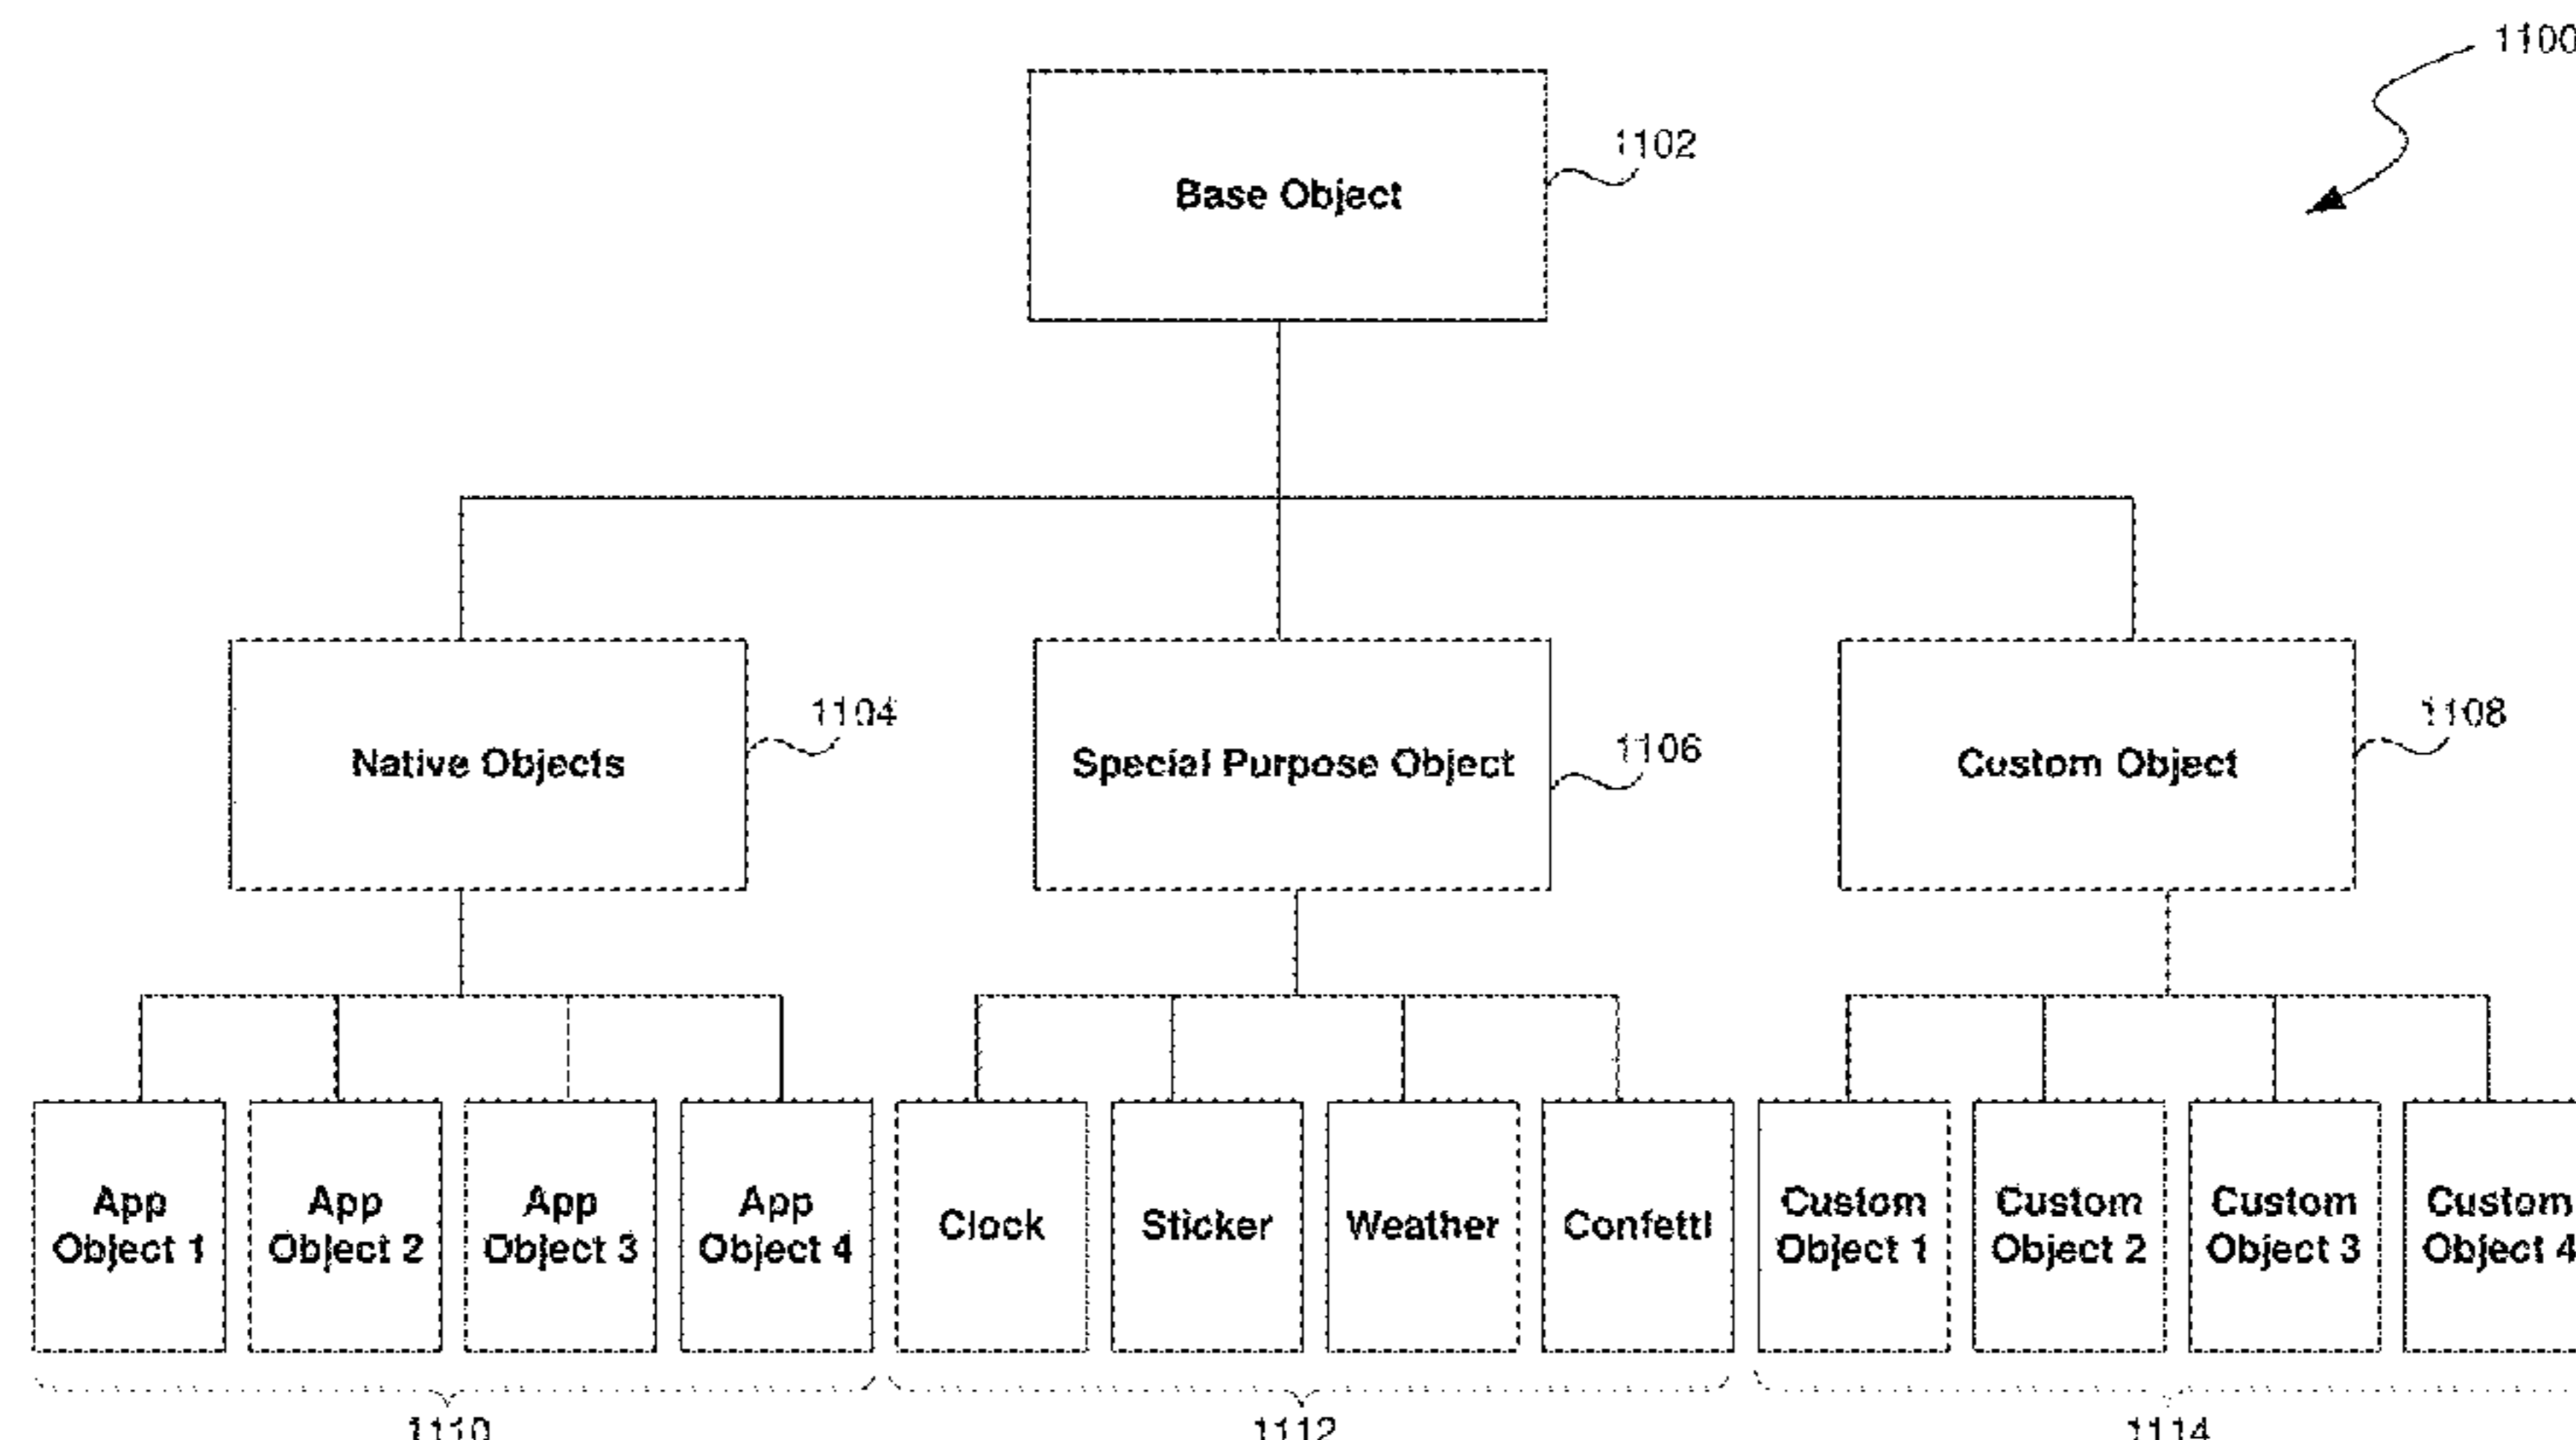 1100
1102
Base Object
1104
1106
1108
Native Objects
Special Purpose Object
Custom Object
App
Object 1
App
Object 2
App
Object 3
App
Object 4
Clock
Sticker
Weather
Confetti
Custom
Object 1
Custom
Object 2
Custom
Object 3
Custom
Object 4
1110
1112
1114